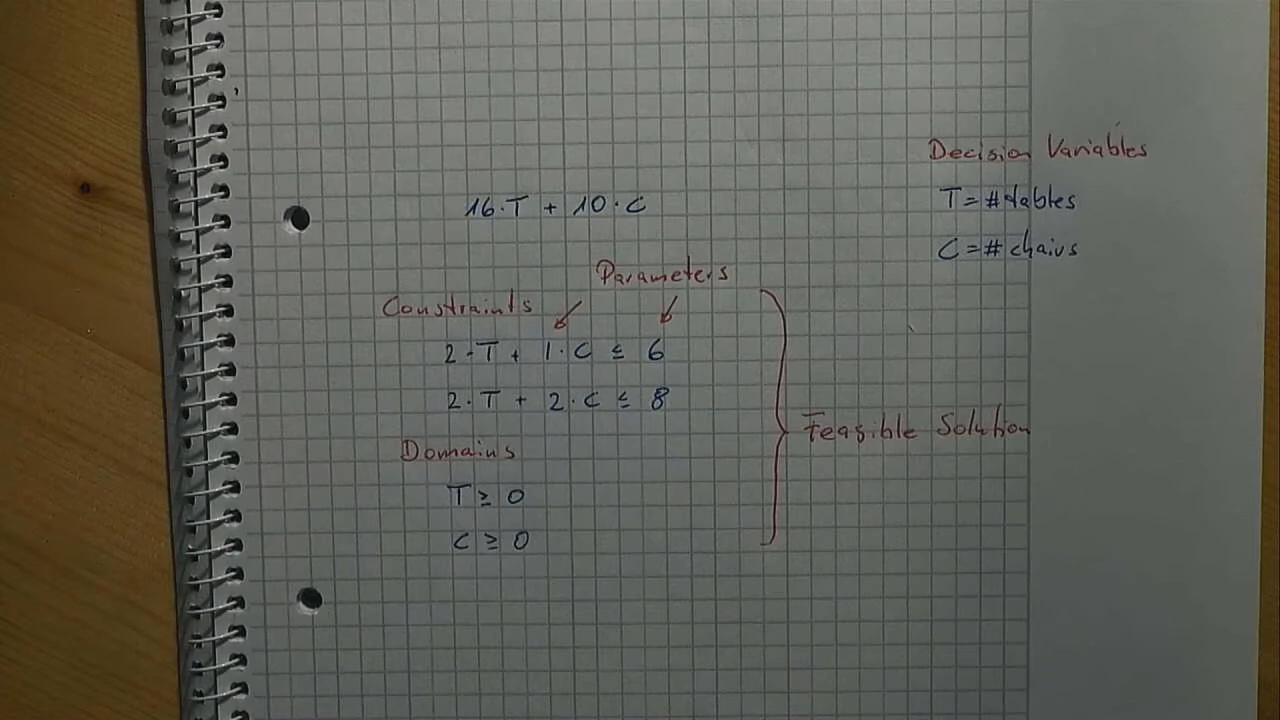 Decision Variables
T = # tables
C = # chairs
16·T + 10·C
Parameters
Constraints
2·T + 1·C ≤ 6
2·T + 2·C ≤ 8
Feasible Solution
Domains
T ≥ 0
C ≥ 0